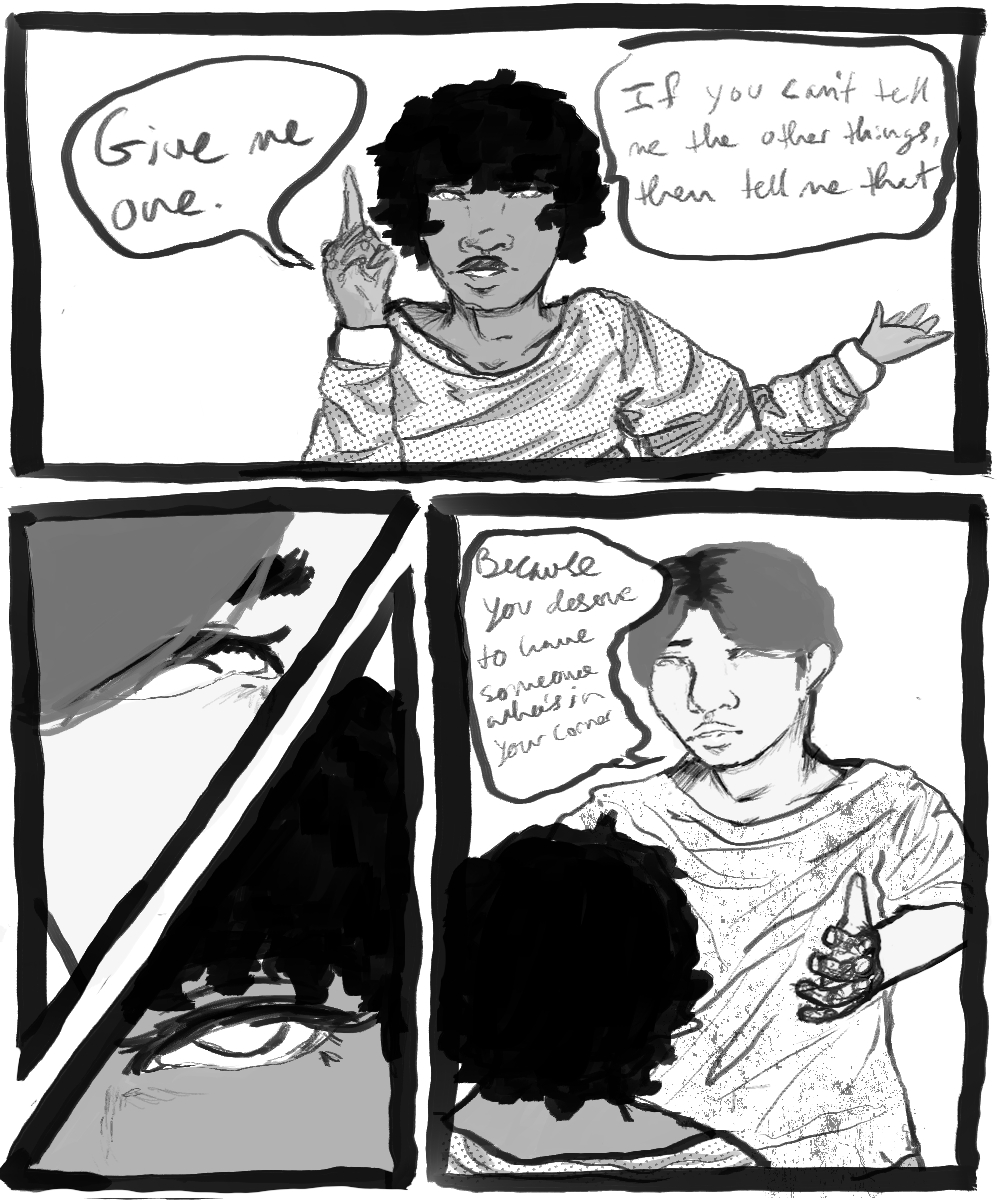 Give me
one.
If you can't tell
me the other things,
then tell me that
Because
you deserve
to have
someone
who's in
your corner